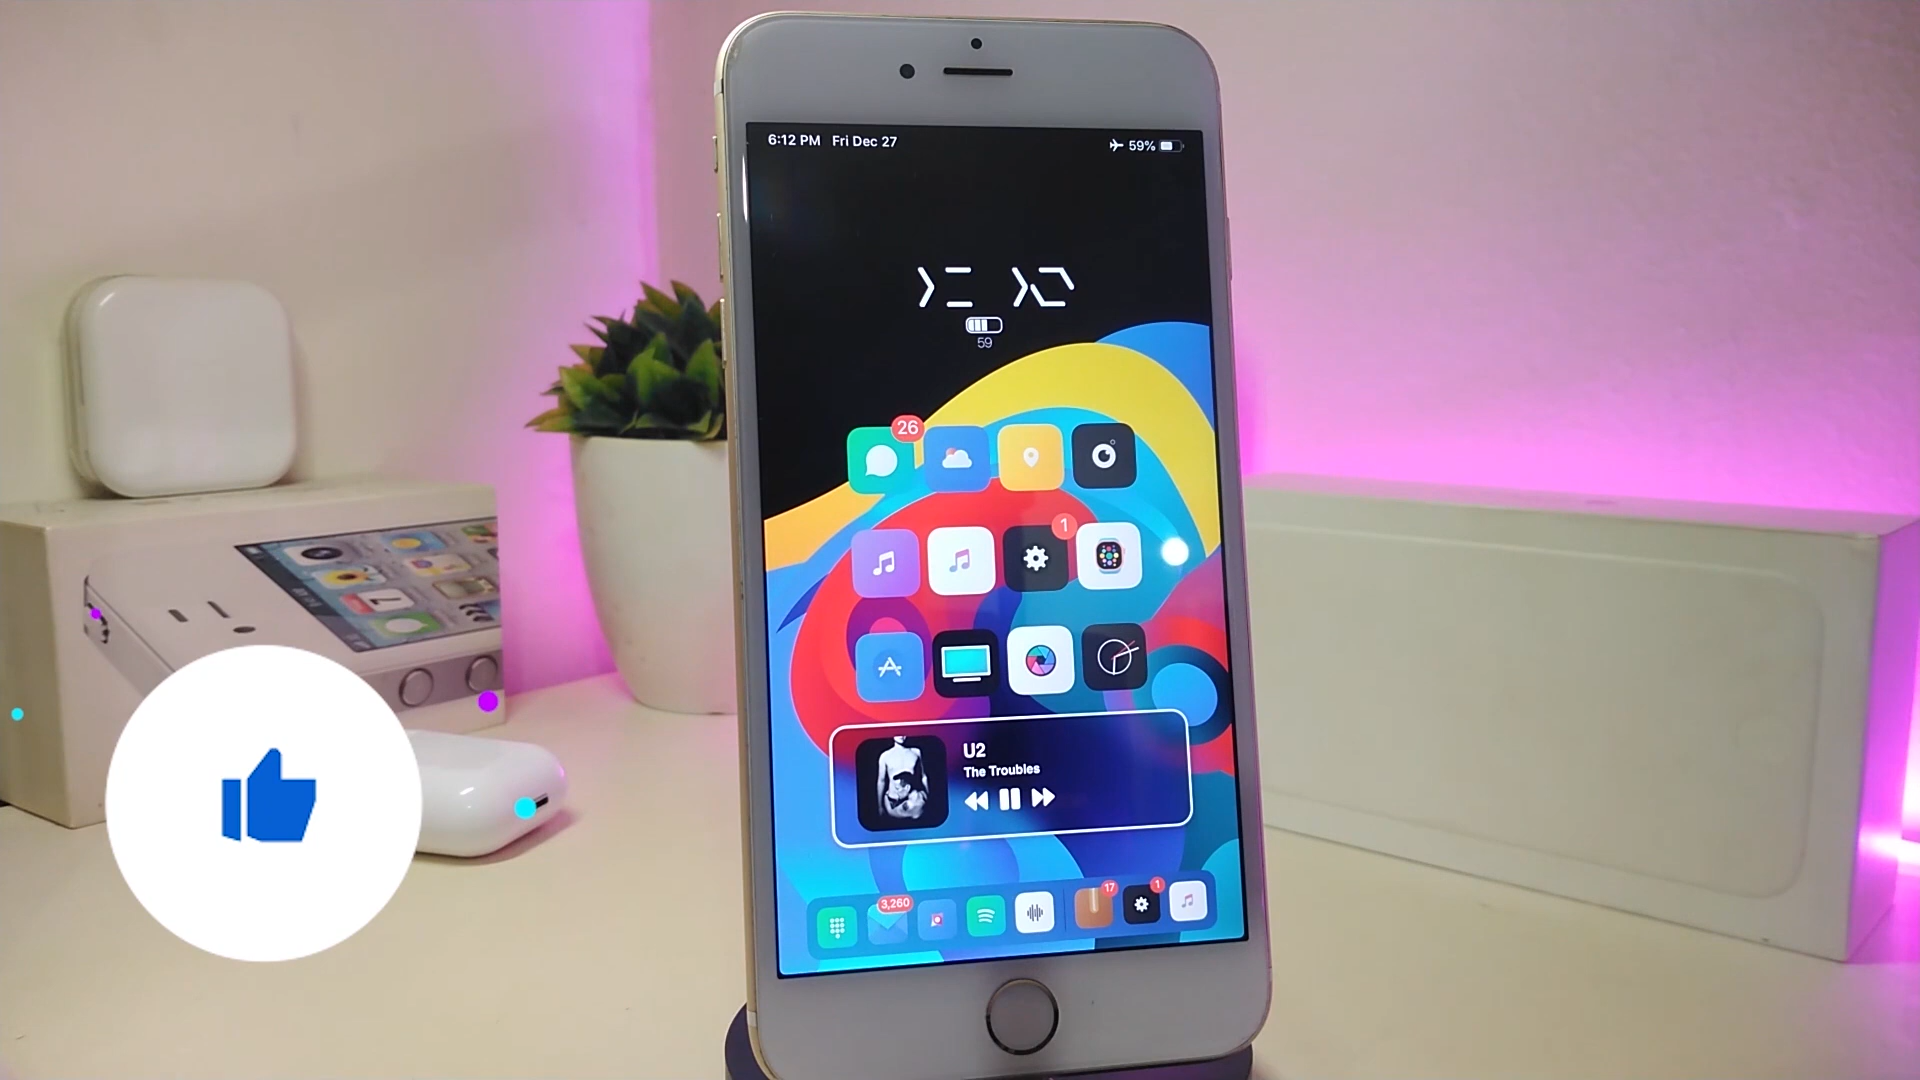 6:12 PM Fri Dec 27
59%
59
26
1
U2
The Troubles
3,260
17
1